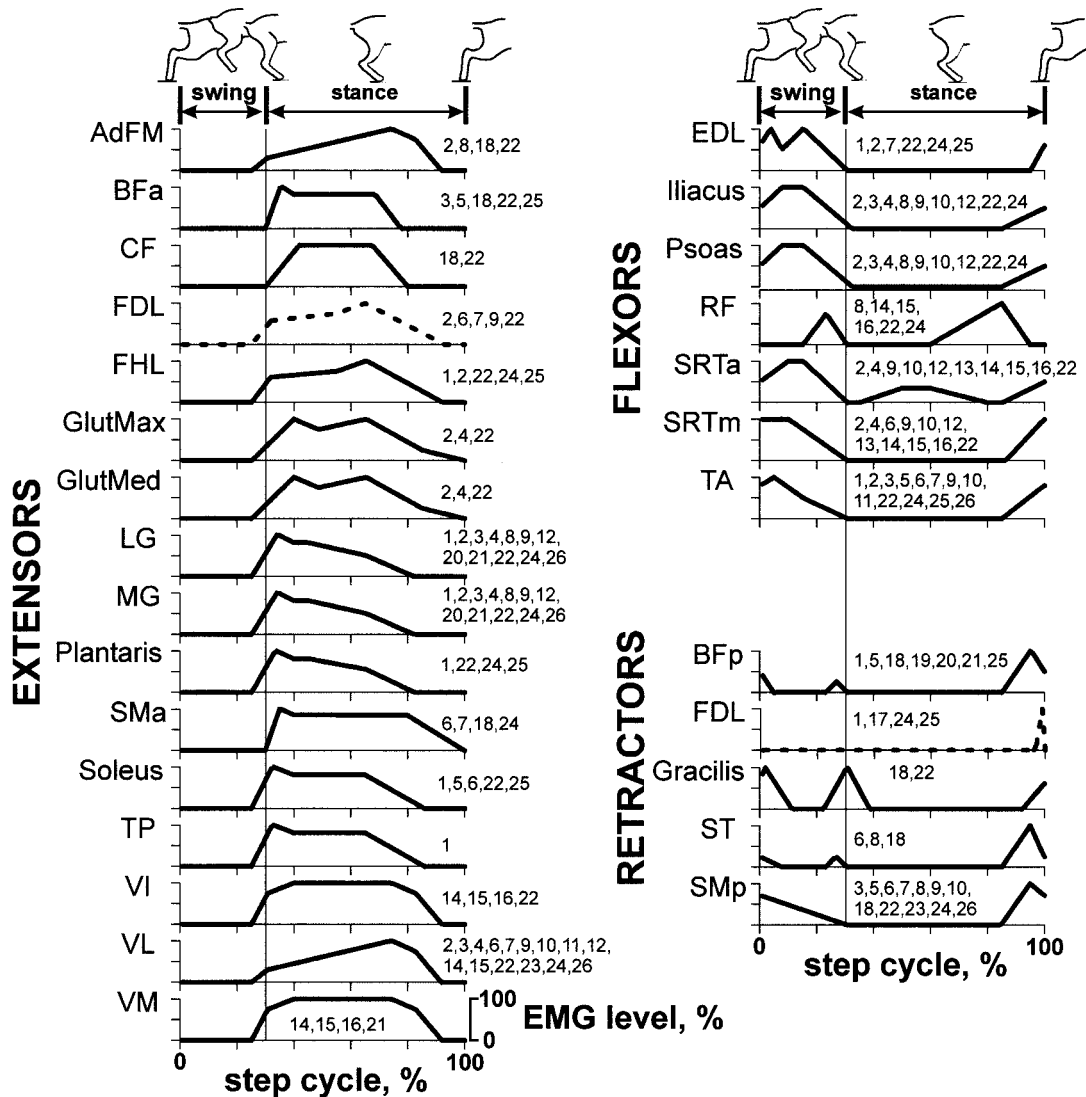 swing
stance
EXTENSORS
AdFM
2,8,18,22
BFa
3,5,18,22,25
CF
18,22
FDL
2,6,7,9,22
FHL
1,2,22,24,25
GlutMax
2,4,22
GlutMed
2,4,22
LG
1,2,3,4,8,9,12,
20,21,22,24,26
MG
1,2,3,4,8,9,12,
20,21,22,24,26
Plantaris
1,22,24,25
SMa
6,7,18,24
Soleus
1,5,6,22,25
TP
1
VI
14,15,16,22
VL
2,3,4,6,7,9,10,11,12,
14,15,22,23,24,26
VM
14,15,16,21
100
0
EMG level, %
0
100
step cycle, %
swing
stance
FLEXORS
EDL
1,2,7,22,24,25
Iliacus
2,3,4,8,9,10,12,22,24
Psoas
2,3,4,8,9,10,12,22,24
RF
8,14,15,
16,22,24
SRTa
2,4,9,10,12,13,14,15,16,22
SRTm
2,4,6,9,10,12,
13,14,15,16,22
TA
1,2,3,5,6,7,9,10,
11,22,24,25,26
RETRACTORS
BFp
1,5,18,19,20,21,25
FDL
1,17,24,25
Gracilis
18,22
ST
6,8,18
SMp
3,5,6,7,8,9,10,
18,22,23,24,26
0
100
step cycle, %